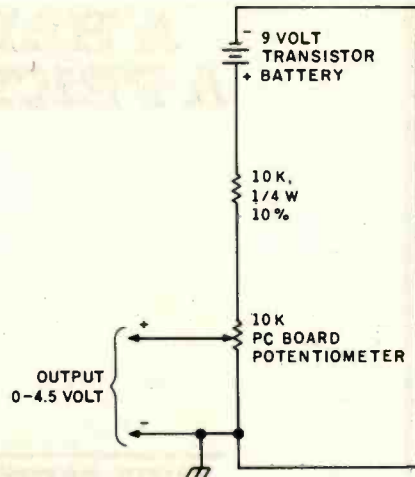 -
9 VOLT
TRANSISTOR
+ BATTERY
10 K,
1/4 W
10%
10K
PC BOARD
POTENTIOMETER
+
OUTPUT
0-4.5 VOLT
-